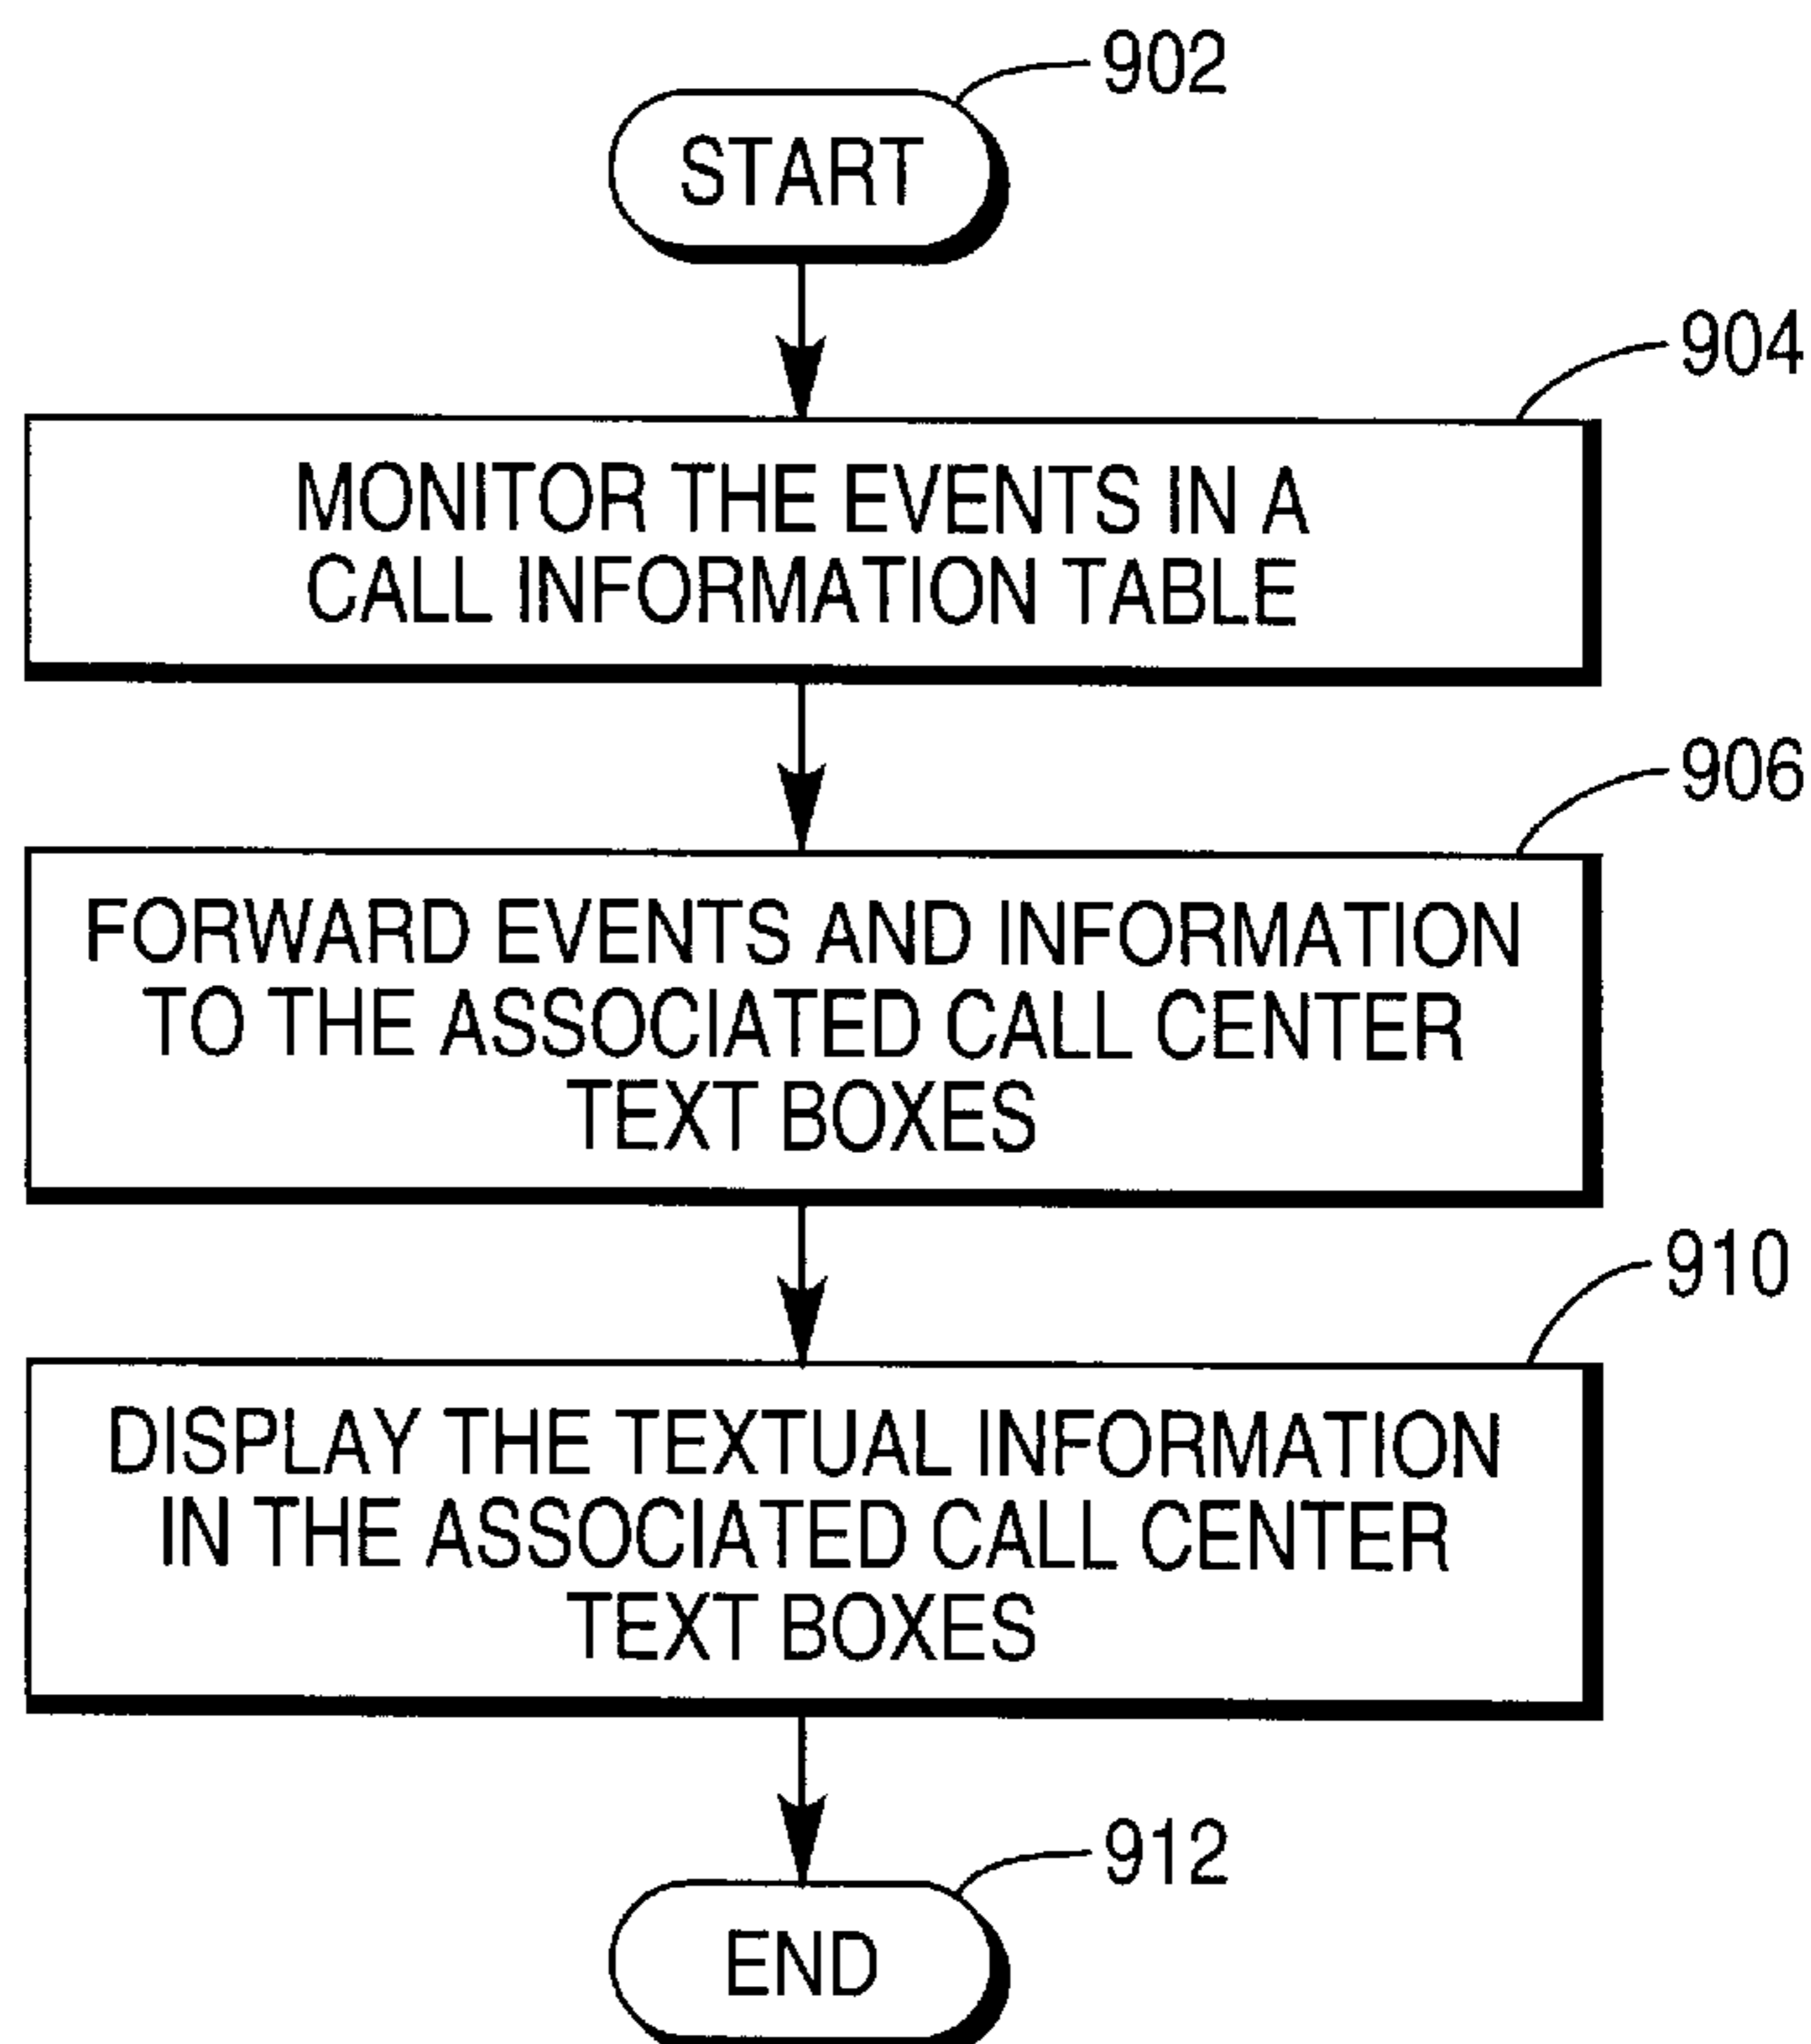 902
START
904
MONITOR THE EVENTS IN A
CALL INFORMATION TABLE
906
FORWARD EVENTS AND INFORMATION
TO THE ASSOCIATED CALL CENTER
TEXT BOXES
910
DISPLAY THE TEXTUAL INFORMATION
IN THE ASSOCIATED CALL CENTER
TEXT BOXES
912
END